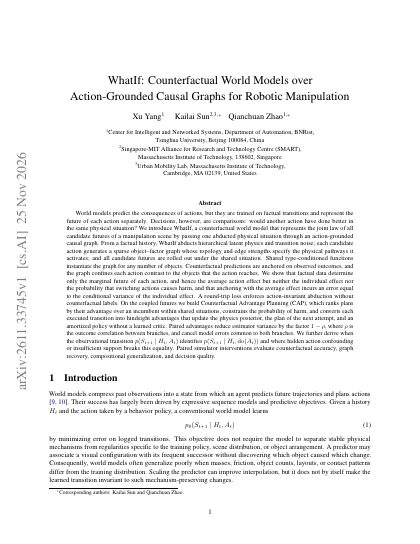 WhatIf: Counterfactual World Models over
Action-Grounded Causal Graphs for Robotic Manipulation
Xu Yang¹ Kailai Sun²,³,* Qianchuan Zhao¹,*
¹Center for Intelligent and Networked Systems, Department of Automation, BNRist,
Tsinghua University, Beijing 100084, China
²Singapore-MIT Alliance for Research and Technology Centre (SMART),
Massachusetts Institute of Technology, 138602, Singapore
³Urban Mobility Lab, Massachusetts Institute of Technology,
Cambridge, MA 02139, United States
arXiv:2611.33745v1 [cs.AI] 25 Nov 2026
Abstract
World models predict the consequences of actions, but they are trained on factual transitions and represent the
future of each action separately. Decisions, however, are comparisons: would another action have done better in
the same physical situation? We introduce WhatIf, a counterfactual world model that represents the joint law of all
candidate futures of a manipulation scene by passing one abducted physical situation through an action-grounded
causal graph. From a factual history, WhatIf abducts hierarchical latent physics and transition noise; each candidate
action generates a sparse object-factor graph whose topology and edge strengths specify the physical pathways it
activates; and all candidate futures are rolled out under the shared situation. Shared type-conditioned functions
instantiate the graph for any number of objects. Counterfactual predictions are anchored on observed outcomes, and
the graph confines each action correction to the objects that the action reaches. We show that factual data determine
only the marginal future of each action, and hence the average action effect but neither the individual effect nor
the probability that switching actions causes harm, and that anchoring with the average effect incurs an error equal
to the conditional variance of the individual effect. A round-trip loss enforces action-invariant abduction without
counterfactual labels. On the coupled futures we build Counterfactual Advantage Planning (CAP), which ranks plans
by their advantage over an incumbent within shared situations, constrains the probability of harm, and converts each
executed transition into hindsight advantages that update the physics posterior, the plan of the next attempt, and an
amortized policy without a learned critic. Paired advantages reduce estimator variance by the factor 1 − ρ, where ρ
is the outcome correlation between branches, and cancel model errors common to both branches. We further derive when
the observational transition p(Sₜ₊₁ | Hₜ, Aₜ) identifies p(Sₜ₊₁ | Hₜ, do(Aₜ)) and where hidden action confounding
or insufficient support breaks this equality. Paired simulator interventions evaluate counterfactual accuracy, graph
recovery, compositional generalization, and decision quality.
1 Introduction
World models compress past observations into a state from which an agent predicts future trajectories and plans actions
[9, 10]. Their success has largely been driven by expressive sequence models and predictive objectives. Given a history
Hₜ and the action taken by a behavior policy, a conventional world model learns
pθ(Sₜ₊₁ | Hₜ, Aₜ) (1)
by minimizing error on logged transitions. This objective does not require the model to separate stable physical
mechanisms from regularities specific to the training policy, scene distribution, or object arrangement. A predictor may
associate a visual configuration with its frequent successor without discovering which object caused which change.
Consequently, world models often generalize poorly when masses, friction, object counts, layouts, or contact patterns
differ from the training distribution. Scaling the predictor can improve interpolation, but it does not by itself make the
learned transition invariant to such mechanism-preserving changes.
*Corresponding authors: Kailai Sun and Qianchuan Zhao
1